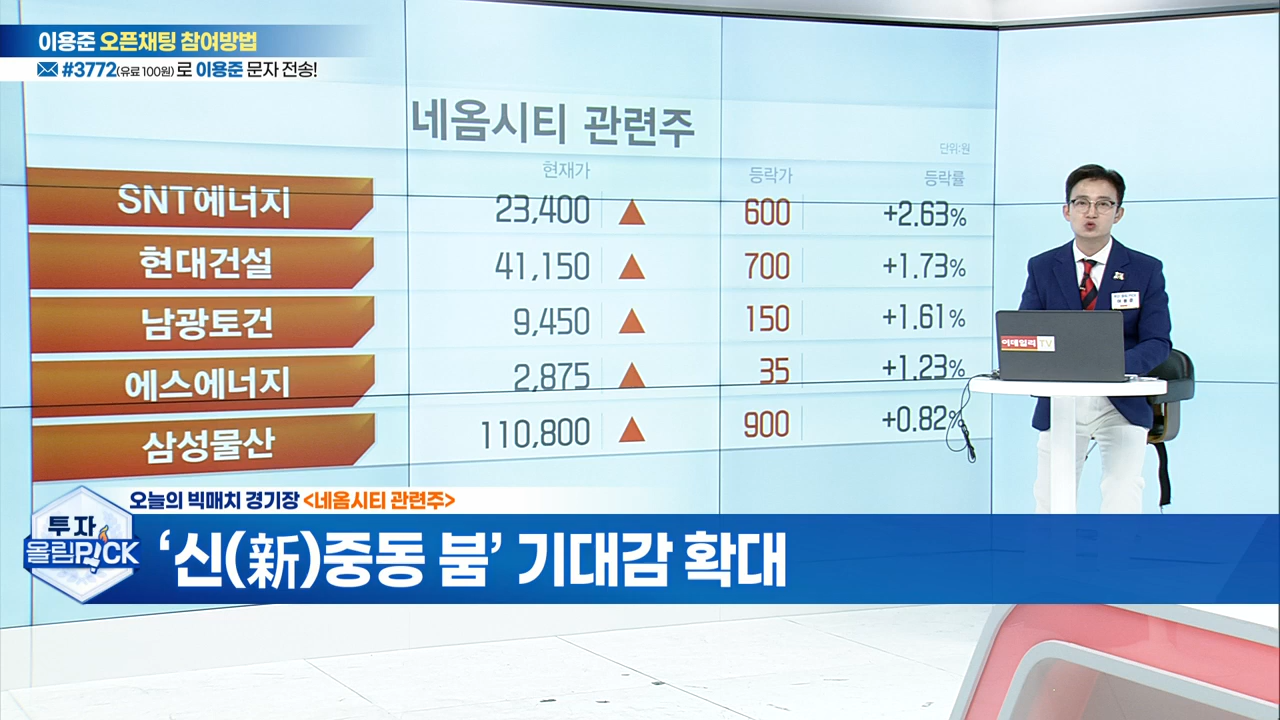 이용준 오픈채팅 참여방법
#3772(유료 100원)로 이용준 문자 전송!
네옴시티 관련주
단위:원
현재가 등락가 등락률
SNT에너지 23,400 ▲ 600 +2.63%
현대건설 41,150 ▲ 700 +1.73%
남광토건 9,450 ▲ 150 +1.61%
에스에너지 2,875 ▲ 35 +1.23%
삼성물산 110,800 ▲ 900 +0.82%
이데일리 TV
오늘의 빅매치 경기장 <네옴시티 관련주>
투자
올림PICK
‘신(新)중동 붐’ 기대감 확대